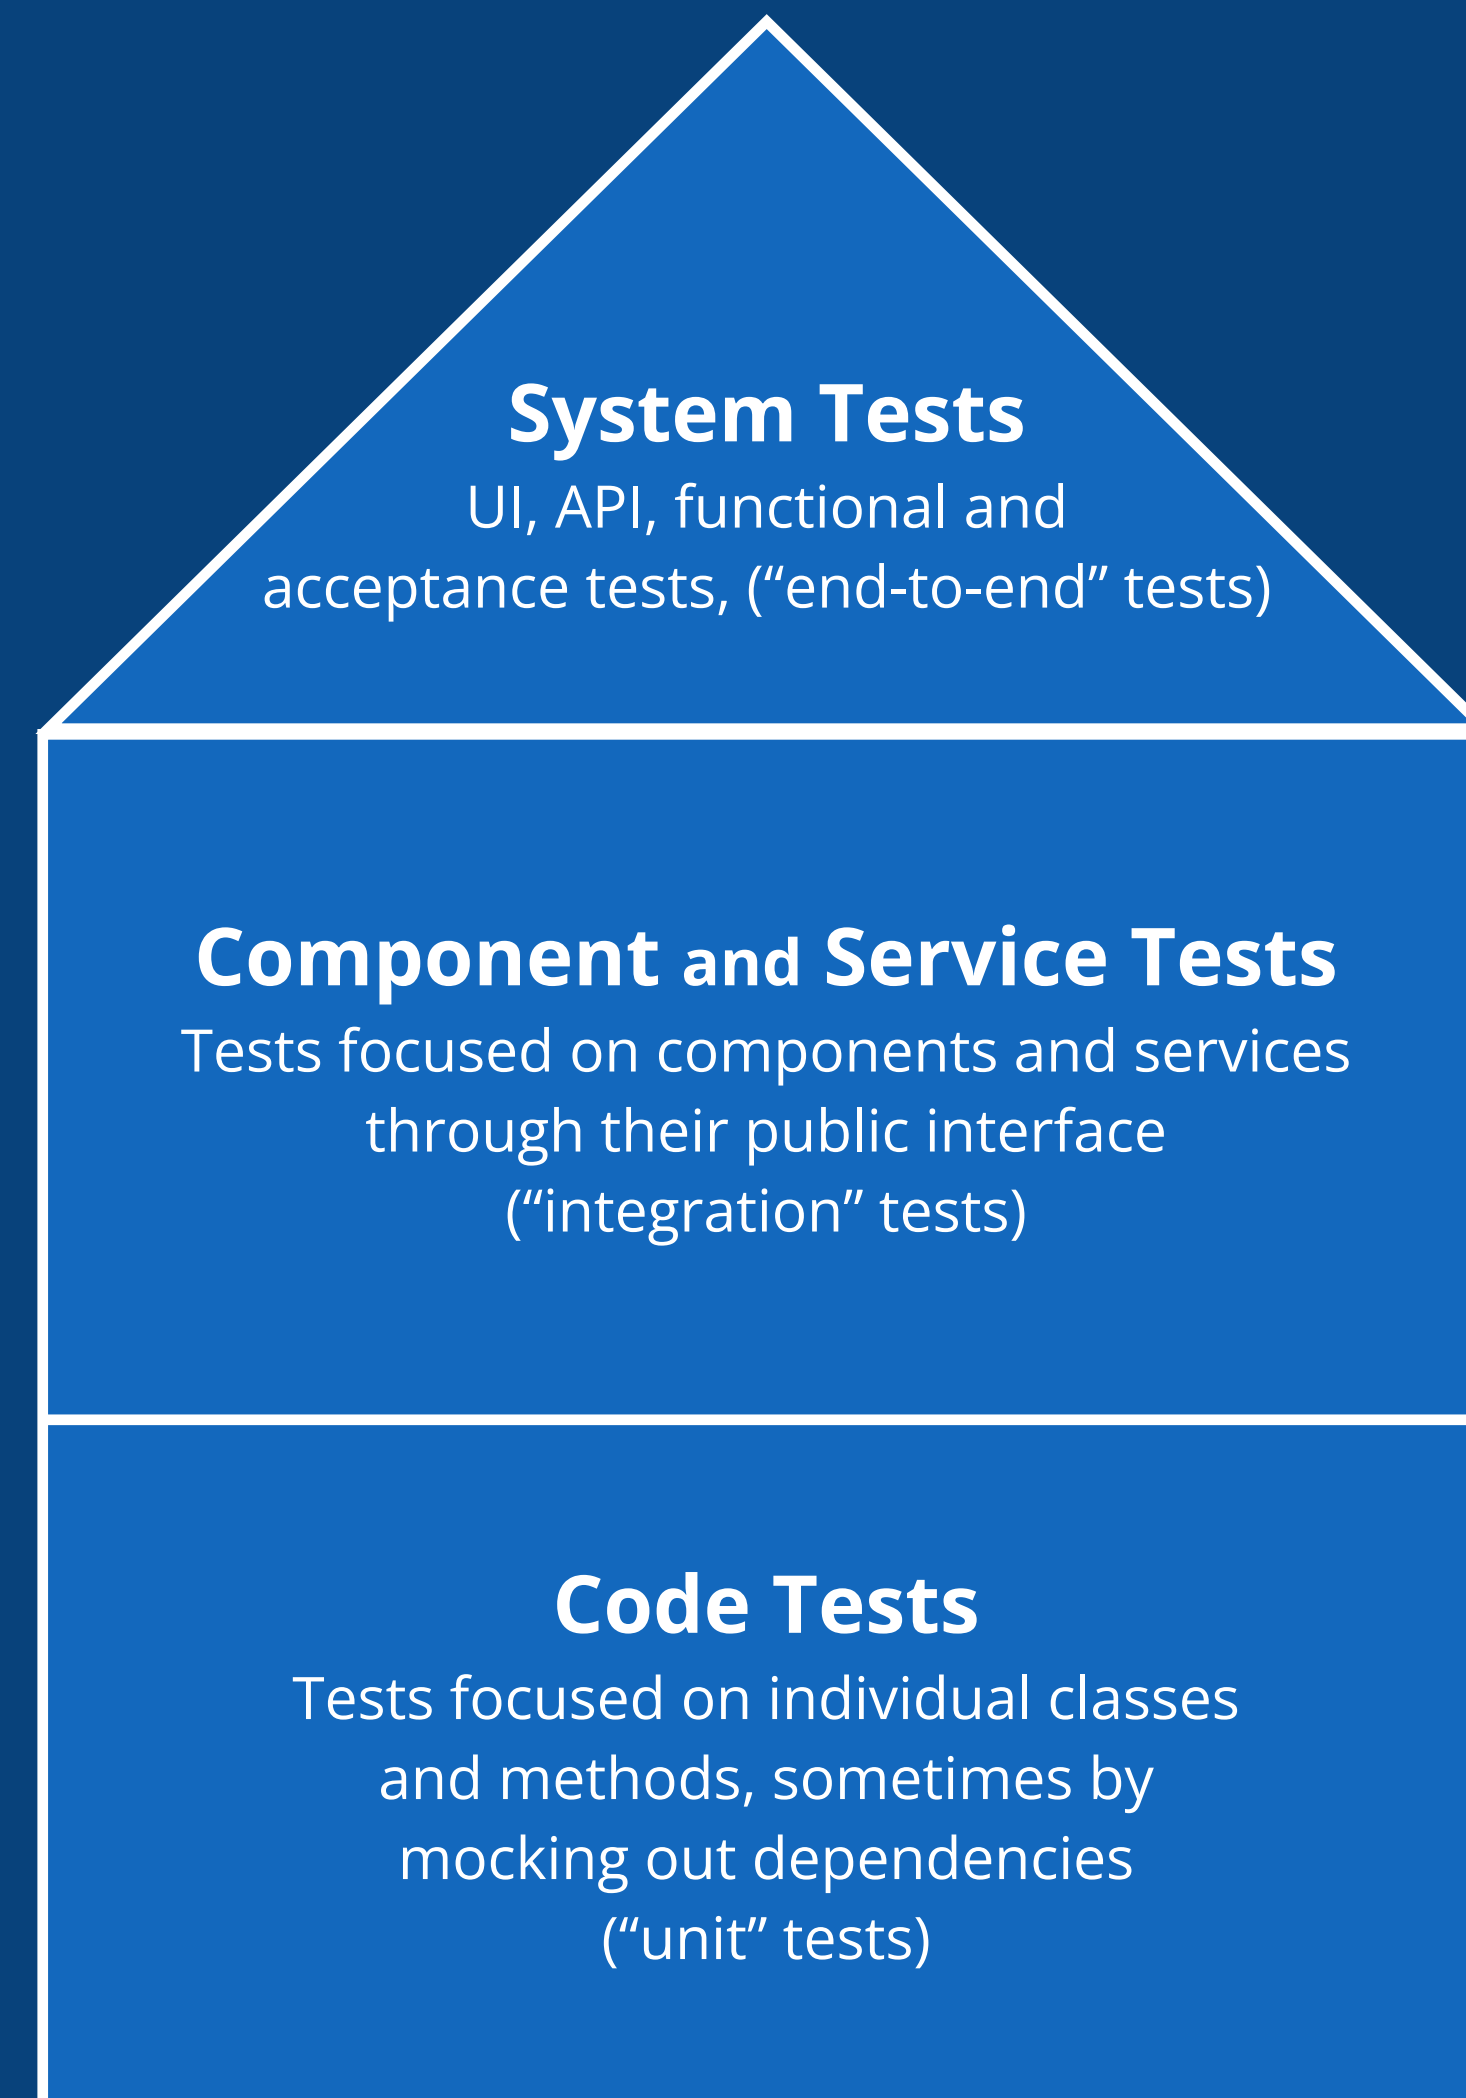 System Tests
UI, API, functional and
acceptance tests, (“end-to-end” tests)
Component and Service Tests
Tests focused on components and services
through their public interface
(“integration” tests)
Code Tests
Tests focused on individual classes
and methods, sometimes by
mocking out dependencies
(“unit” tests)